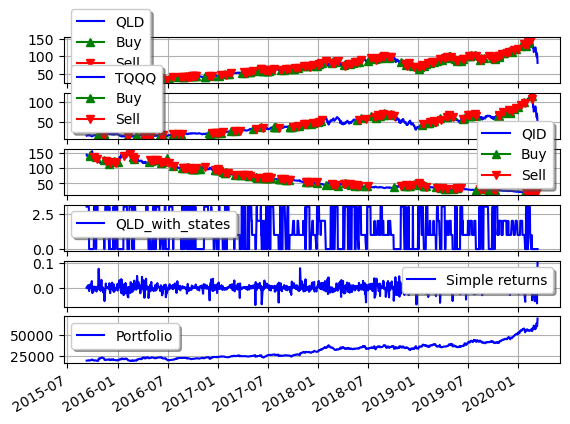 QLD
Buy
Sell
150
100
50
TQQQ
Buy
Sell
100
50
QID
Buy
Sell
150
100
50
QLD_with_states
2.5
0.0
Simple returns
0.1
0.0
Portfolio
50000
25000
2015-07
2016-01
2016-07
2017-01
2017-07
2018-01
2018-07
2019-01
2019-07
2020-01